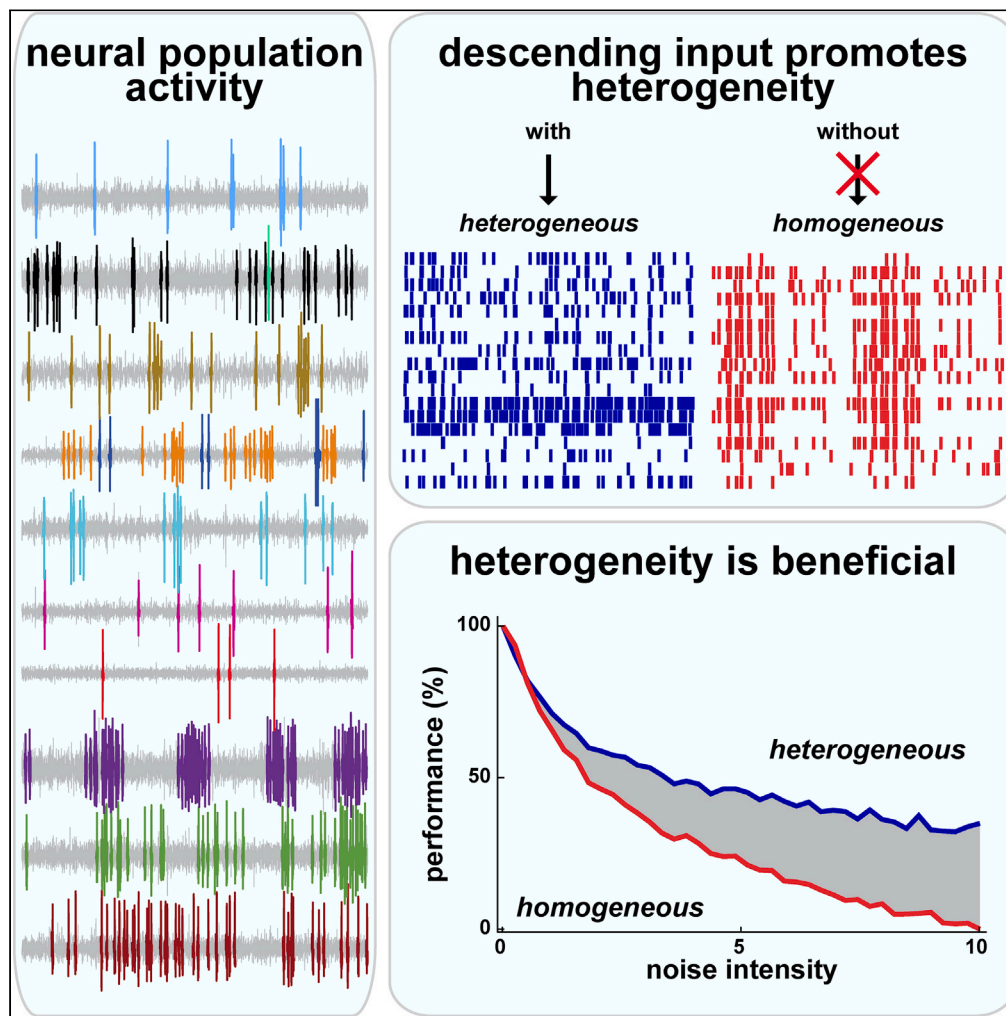 neural population
activity
descending input promotes
heterogeneity
with
without
heterogeneous
homogeneous
heterogeneity is beneficial
100
50
0
performance (%)
heterogeneous
homogeneous
0
5
10
noise intensity